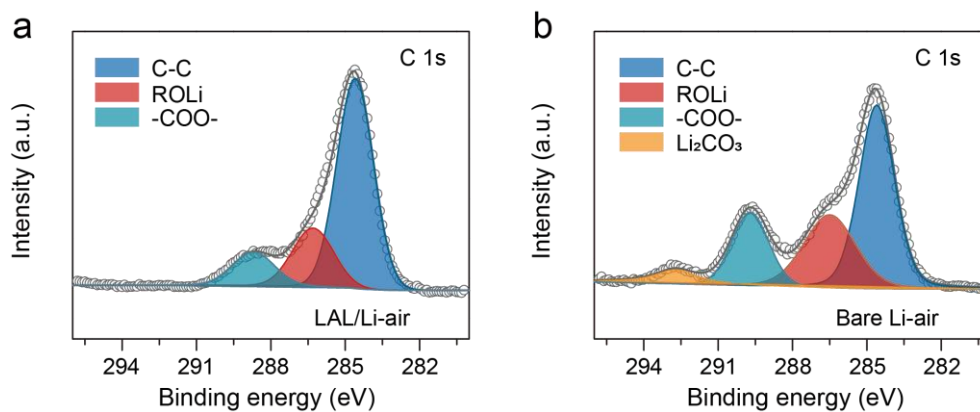 a
C-C
ROLi
-COO-
C 1s
Intensity (a.u.)
LAL/Li-air
294 291 288 285 282
Binding energy (eV)
b
C-C
ROLi
-COO-
Li₂CO₃
C 1s
Intensity (a.u.)
Bare Li-air
294 291 288 285 282
Binding energy (eV)